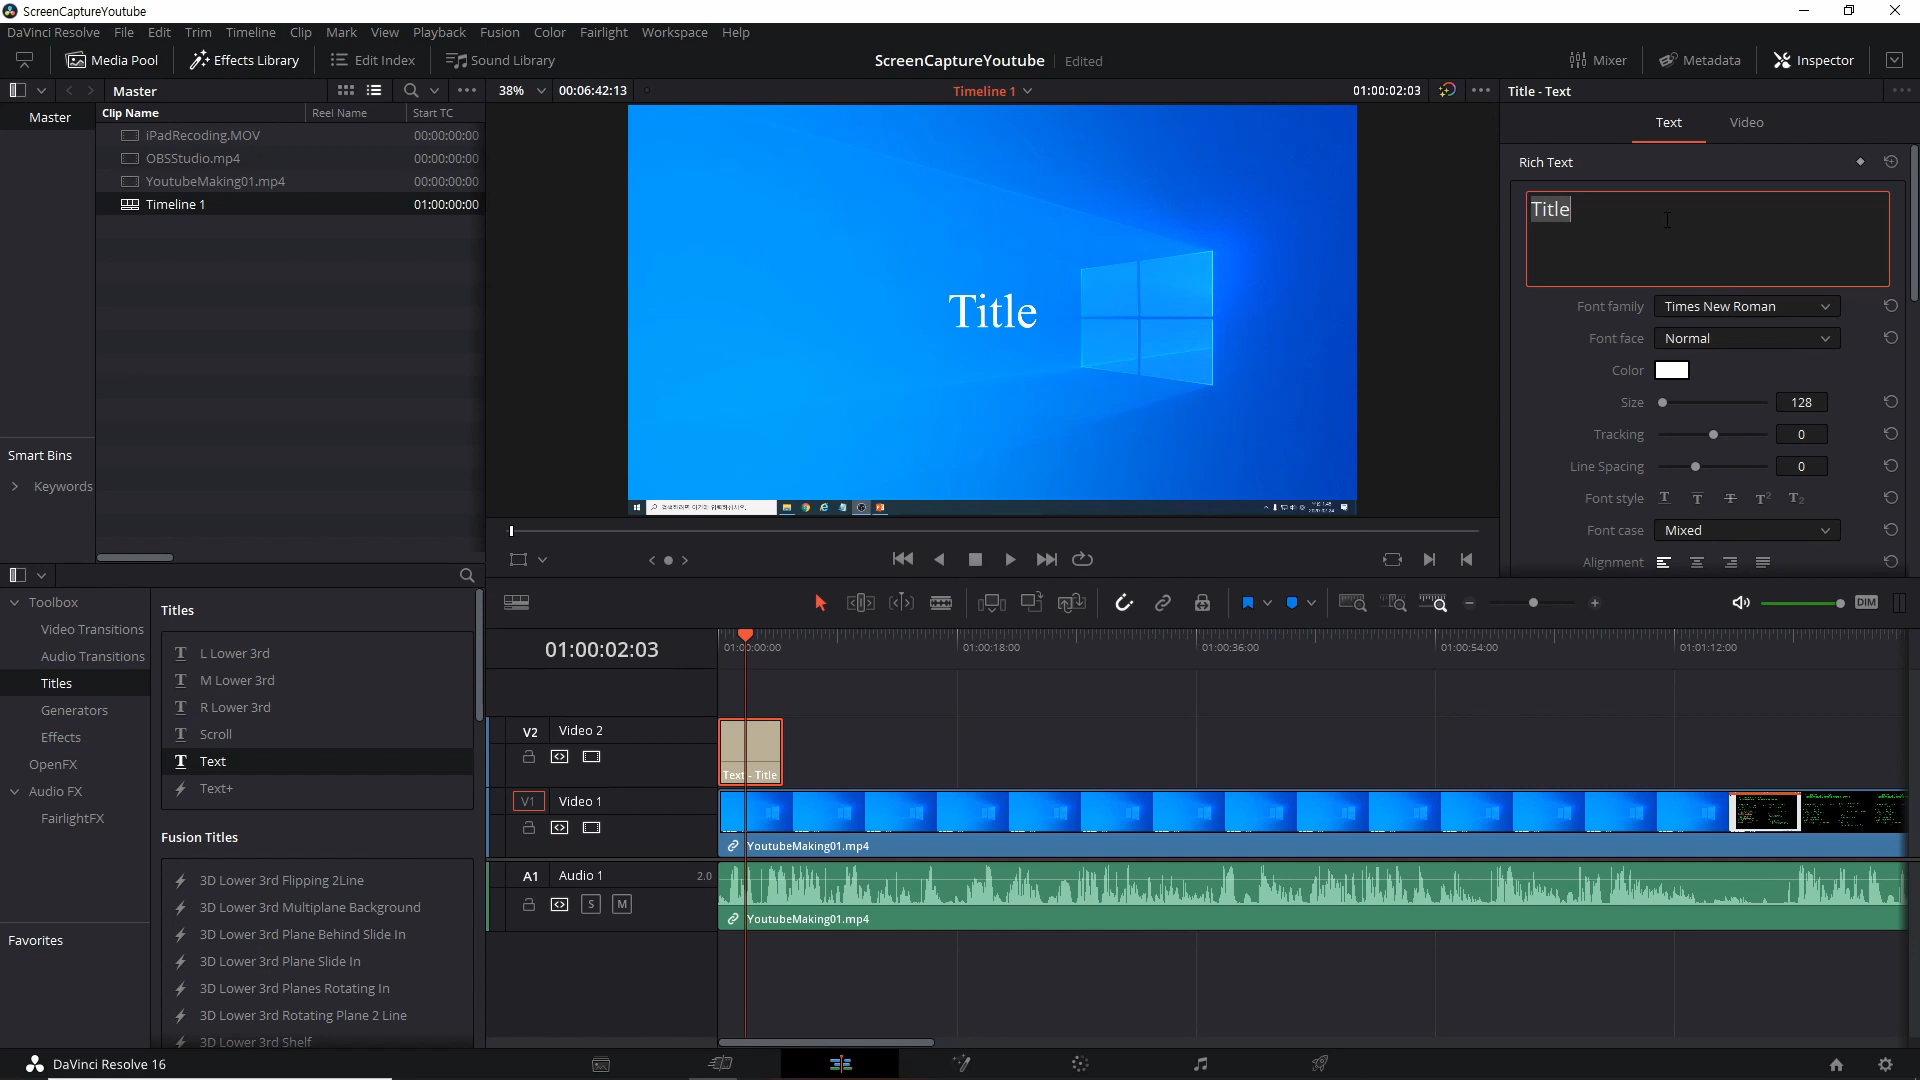 ScreenCaptureYoutube
DaVinci Resolve File Edit Trim Timeline Clip Mark View Playback Fusion Color Fairlight Workspace Help
Media Pool Effects Library Edit Index Sound Library ScreenCaptureYoutube Edited Mixer Metadata Inspector
Master 38% 00:06:42:13 Timeline 1 01:00:02:03 Title - Text
Master
Clip Name Reel Name Start TC
iPadRecoding.MOV 00:00:00:00
OBSStudio.mp4 00:00:00:00
YoutubeMaking01.mp4 00:00:00:00
Timeline 1 01:00:00:00
Smart Bins
Keywords
Title
Text Video
Rich Text
Title
Font family Times New Roman
Font face Normal
Color
Size 128
Tracking 0
Line Spacing 0
Font style T T T T² T₂
Font case Mixed
Alignment
Toolbox
Video Transitions
Audio Transitions
Titles
Generators
Effects
OpenFX
Audio FX
FairlightFX
Favorites
Titles
L Lower 3rd
M Lower 3rd
R Lower 3rd
Scroll
Text
Text+
Fusion Titles
3D Lower 3rd Flipping 2Line
3D Lower 3rd Multiplane Background
3D Lower 3rd Plane Behind Slide In
3D Lower 3rd Plane Slide In
3D Lower 3rd Planes Rotating In
3D Lower 3rd Rotating Plane 2 Line
3D Lower 3rd Shelf
DIM
01:00:02:03 01:00:00:00 01:00:18:00 01:00:36:00 01:00:54:00 01:01:12:00
V2 Video 2
Text - Title
V1 Video 1
YoutubeMaking01.mp4
A1 Audio 1 2.0
S M
YoutubeMaking01.mp4
DaVinci Resolve 16